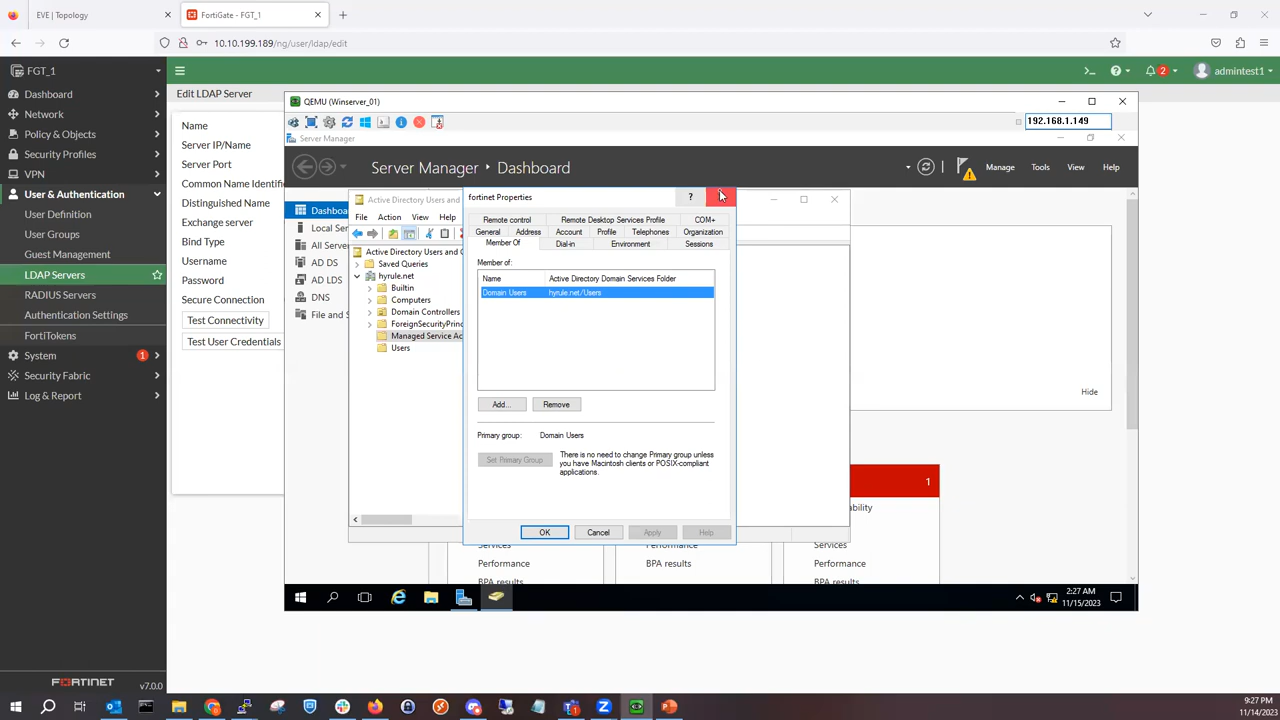 EVE | Topology
FortiGate - FGT_1
10.10.199.189/ng/user/ldap/edit
FGT_1
2
admintest1
Dashboard
Network
Policy & Objects
Security Profiles
VPN
User & Authentication
User Definition
User Groups
Guest Management
LDAP Servers
RADIUS Servers
Authentication Settings
FortiTokens
System
1
Security Fabric
Log & Report
FORTINET
v7.0.0
Edit LDAP Server
Name
Server IP/Name
Server Port
Common Name Identifi
Distinguished Name
Exchange server
Bind Type
Username
Password
Test Connectivity
Test User Credentials
QEMU (Winserver_01)
192.168.1.149
Server Manager
Server Manager • Dashboard
Manage
Tools
View
Help
Dashboa
Local Ser
All Server
AD DS
AD LDS
DNS
File and S
Active Directory Users and
File
Action
View
Help
Active Directory Users and C
Saved Queries
hyrule.net
Builtin
Computers
Domain Controllers
ForeignSecurityPrinc
Managed Service Ac
Users
fortinet Properties
?
Remote control
Remote Desktop Services Profile
COM+
General
Address
Account
Profile
Telephones
Organization
Member Of
Dial-in
Environment
Sessions
Member of:
Name
Active Directory Domain Services Folder
Domain Users
hyrule.net/Users
Add...
Remove
Primary group:
Domain Users
Set Primary Group
There is no need to change Primary group unless
you have Macintosh clients or POSIX-compliant
applications.
OK
Cancel
Apply
Help
Hide
1
Services
Performance
BPA results
Performance
BPA results
Services
Performance
BPA results
2:27 AM
11/15/2023
9:27 PM
11/14/2023